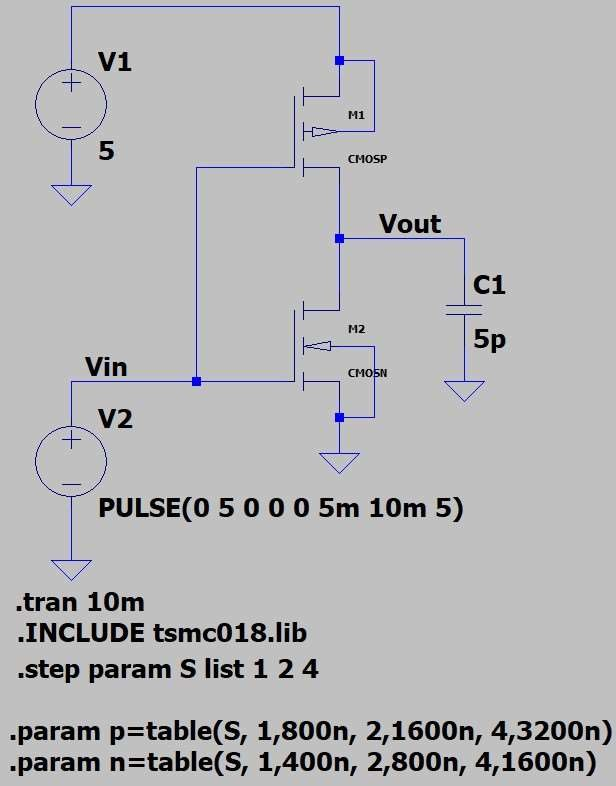 V1
5
M1
CMOSP
Vout
C1
5p
M2
CMOSN
Vin
V2
PULSE(0 5 0 0 0 5m 10m 5)
.tran 10m
.INCLUDE tsmc018.lib
.step param S list 1 2 4
.param p=table(S, 1,800n, 2,1600n, 4,3200n)
.param n=table(S, 1,400n, 2,800n, 4,1600n)